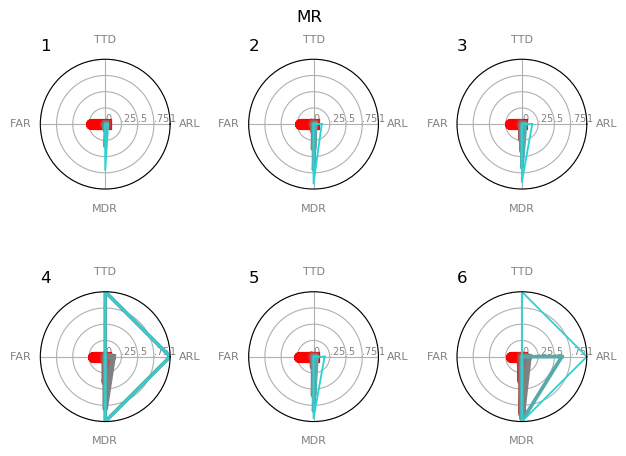 MR
1 2 3
TTD TTD TTD
FAR 0 .25 .5 .75 1 ARL FAR 0 .25 .5 .75 1 ARL FAR 0 .25 .5 .75 1 ARL
MDR MDR MDR
4 5 6
TTD TTD TTD
FAR 0 .25 .5 .75 1 ARL FAR 0 .25 .5 .75 1 ARL FAR 0 .25 .5 .75 1 ARL
MDR MDR MDR